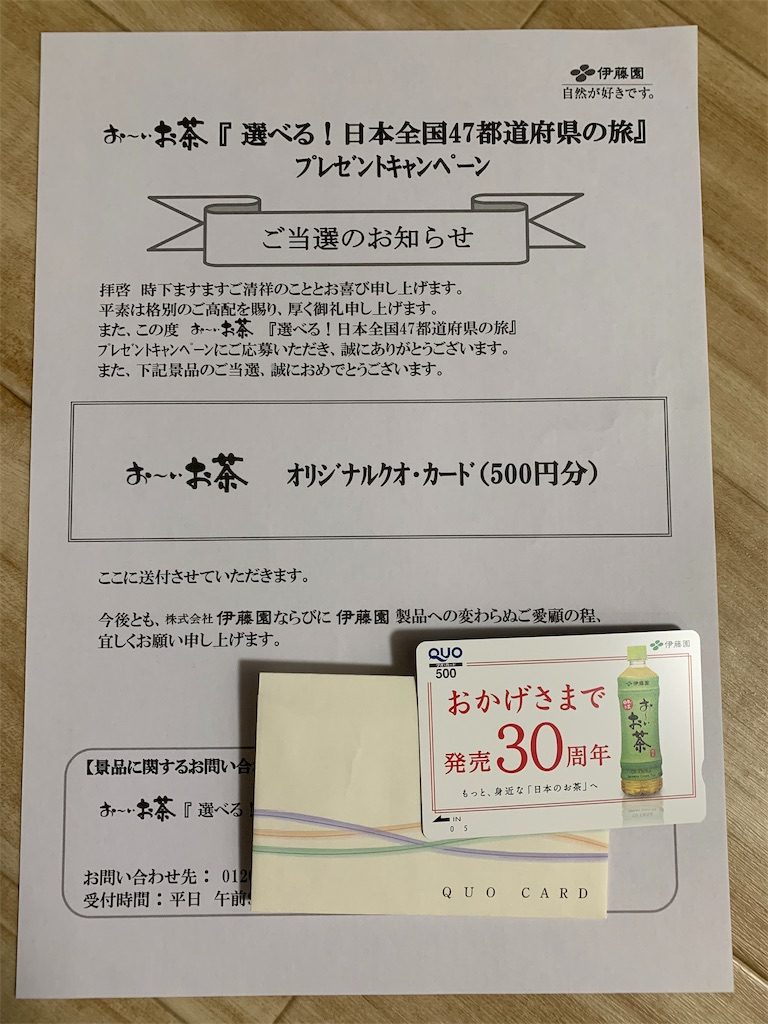 伊藤園
自然が好きです。
お～いお茶『選べる！日本全国47都道府県の旅』
プレゼントキャンペーン
ご当選のお知らせ
拝啓 時下ますますご清祥のこととお喜び申し上げます。
平素は格別のご高配を賜り、厚く御礼申し上げます。
また、この度 お～いお茶 『選べる！日本全国47都道府県の旅』
プレゼントキャンペーンにご応募いただき、誠にありがとうございます。
また、下記景品のご当選、誠におめでとうございます。
お～いお茶 オリジナルクオ・カード（500円分）
ここに送付させていただきます。
今後とも、株式会社 伊藤園ならびに 伊藤園 製品への変わらぬご愛顧の程、
宜しくお願い申し上げます。
【景品に関するお問い合
お～いお茶『 選べる
お問い合わせ先： 012
受付時間：平日 午前
QUO
クオ・カード
500
伊藤園
おかげさまで
発売30周年
もっと、身近な「日本のお茶」へ
IN
0 5
伊藤園
お～いお茶
QUO CARD